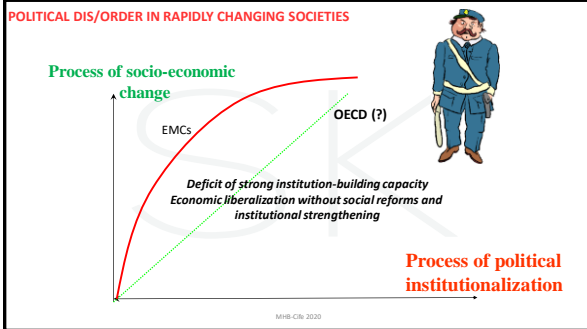 POLITICAL DIS/ORDER IN RAPIDLY CHANGING SOCIETIES
Process of socio-economic
change
EMCs
OECD (?)
Deficit of strong institution-building capacity
Economic liberalization without social reforms and
institutional strengthening
Process of political
institutionalization
SK
MHB-Cife 2020